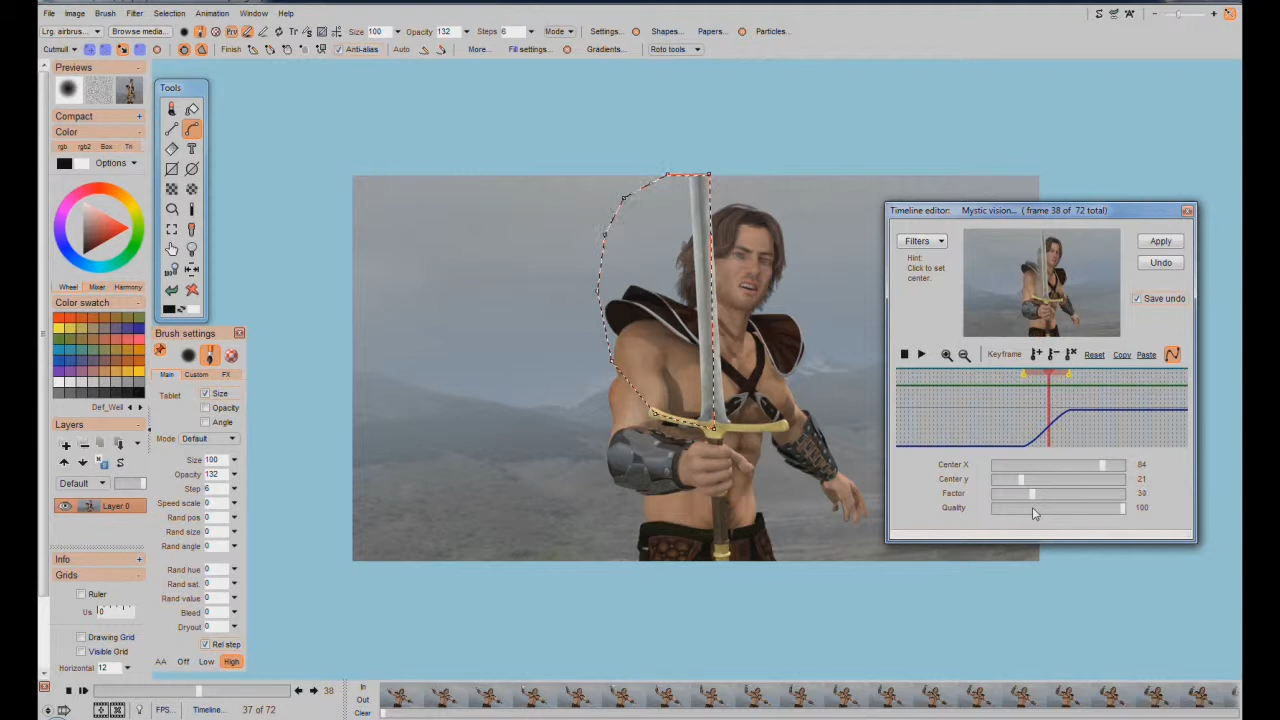 File Image Brush Filter Selection Animation Window Help
Lrg. airbrus... Browse media... Prv Tr Size 100 Opacity 132 Steps 6 Mode Settings... Shapes... Papers... Particles...
Cutmull Finish Anti-alias Auto More... Fill settings... Gradients... Roto tools
Previews -
Compact +
Color -
rgb rgb2 Box Tri
Options
Wheel Mixer Harmony
Color swatch -
Def_Well
Layers -
Default
Layer 0
Info +
Grids -
Ruler
Us 0
Drawing Grid
Visible Grid
Horizontal 12
Tools
T
Brush settings
Main Custom FX
Tablet Size
Opacity
Angle
Mode Default
Size 100
Opacity 132
Step 6
Speed scale 0
Rand pos 0
Rand size 0
Rand angle 0
Rand hue 0
Rand sat. 0
Rand value 0
Bleed 0
Dryout 0
Rel step
AA Off Low High
Timeline editor: Mystic vision... ( frame 38 of 72 total)
Filters
Hint:
Click to set
center.
Apply
Undo
Save undo
Keyframe Reset Copy Paste
Center X 84
Center y 21
Factor 30
Quality 100
38
FPS... Timeline... 37 of 72
In
Out
Clear